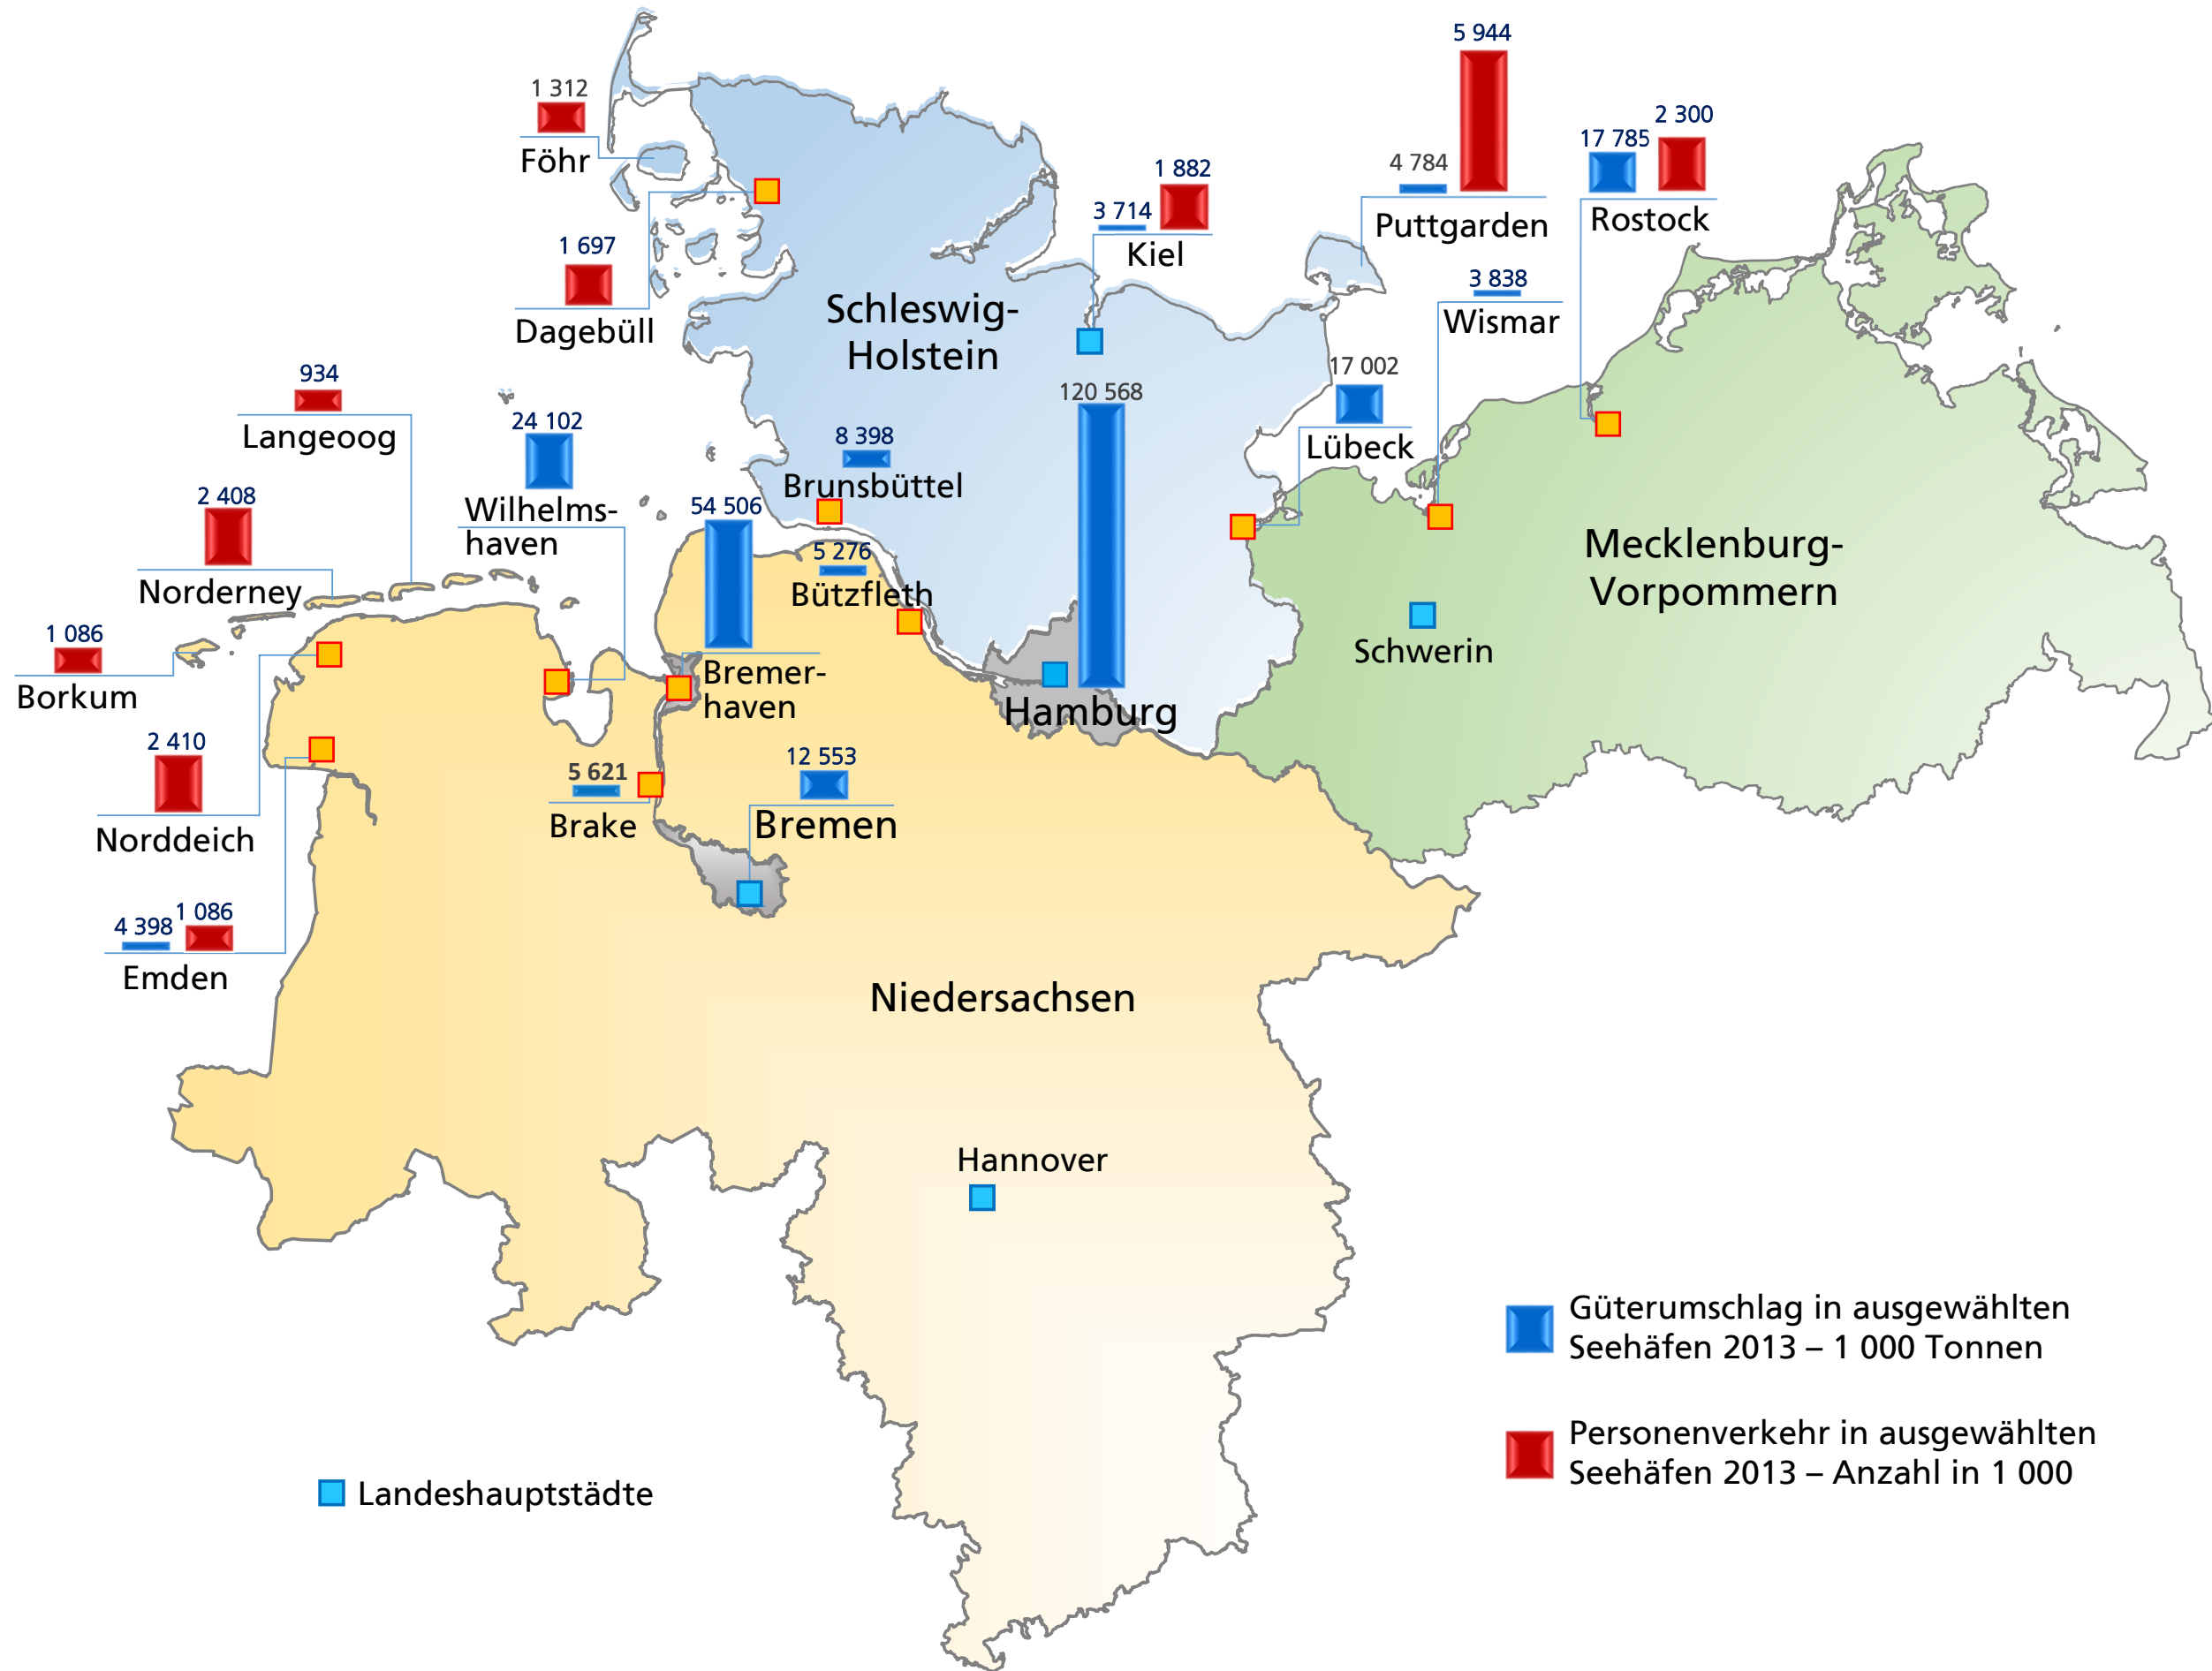 5 944
1 312
Föhr
2 300
17 785
Rostock
4 784
Puttgarden
1 882
3 714
Kiel
1 697
Dagebüll
3 838
Wismar
Schleswig-
Holstein
17 002
Lübeck
934
Langeoog
120 568
Hamburg
24 102
Wilhelms-
haven
8 398
Brunsbüttel
2 408
Norderney
54 506
Bremer-
haven
5 276
Bützfleth
Mecklenburg-
Vorpommern
Schwerin
1 086
Borkum
2 410
Norddeich
5 621
Brake
12 553
Bremen
4 398
1 086
Emden
Niedersachsen
Hannover
Güterumschlag in ausgewählten
Seehäfen 2013 – 1 000 Tonnen
Personenverkehr in ausgewählten
Seehäfen 2013 – Anzahl in 1 000
Landeshauptstädte